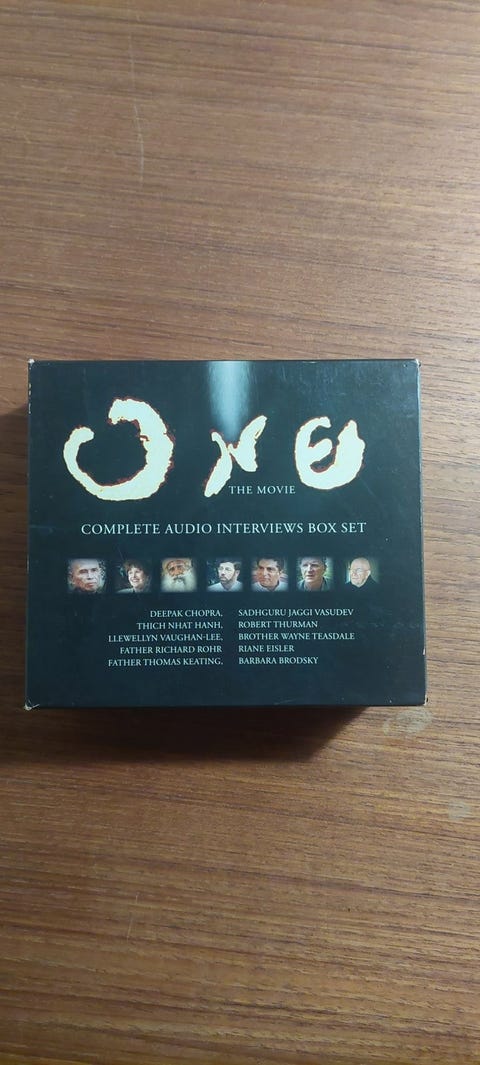 ONE
THE MOVIE
COMPLETE AUDIO INTERVIEWS BOX SET
DEEPAK CHOPRA,
THICH NHAT HANH,
LLEWELLYN VAUGHAN-LEE,
FATHER RICHARD ROHR
FATHER THOMAS KEATING,
SADHGURU JAGGI VASUDEV
ROBERT THURMAN
BROTHER WAYNE TEASDALE
RIANE EISLER
BARBARA BRODSKY